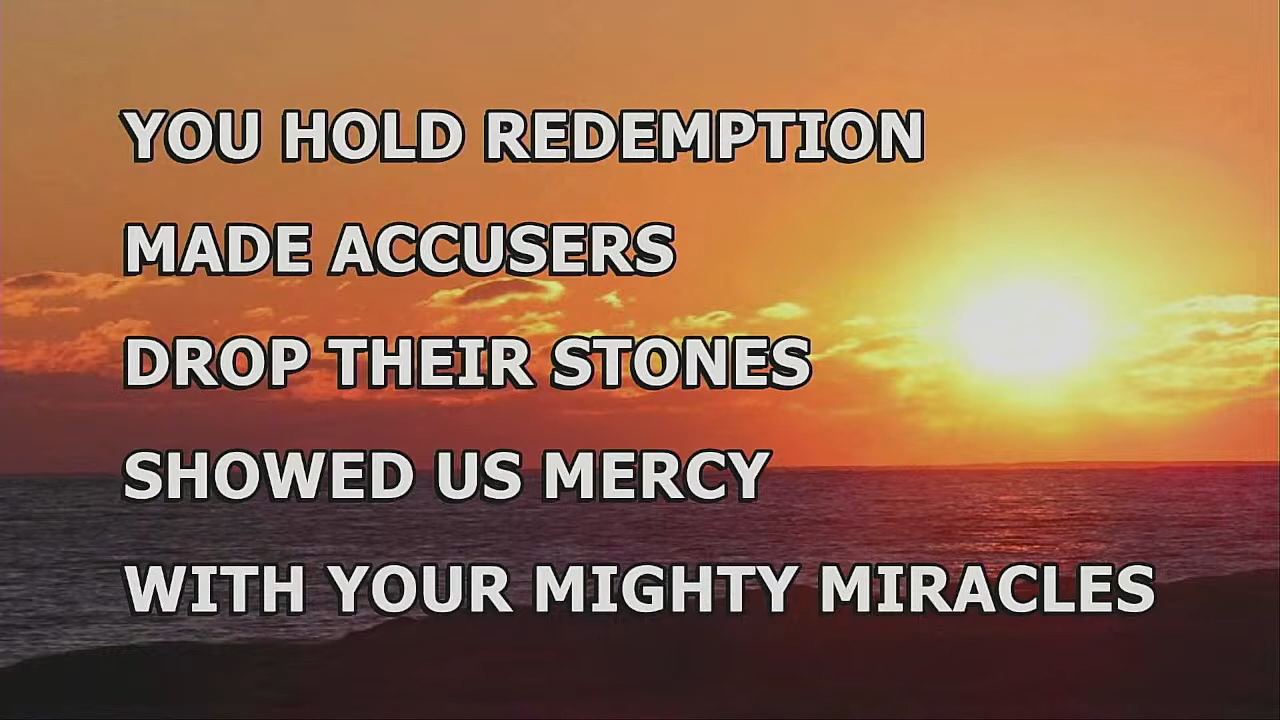 YOU HOLD REDEMPTION
MADE ACCUSERS
DROP THEIR STONES
SHOWED US MERCY
WITH YOUR MIGHTY MIRACLES